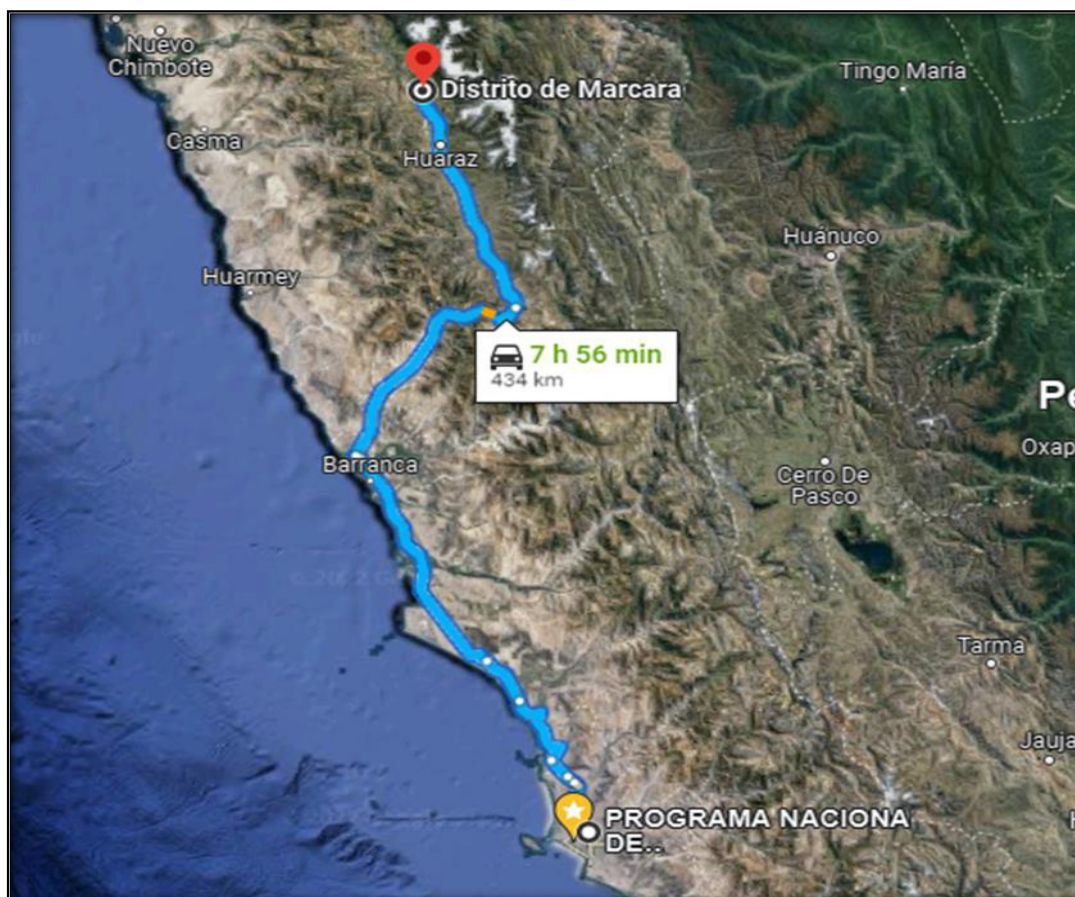 Nuevo
Chimbote
Tingo María
Distrito de Marcara
Casma
Huaraz
Huánuco
Huarmey
7 h 56 min
434 km
Pe
Oxap
Barranca
Cerro De
Pasco
Tarma
Jauja
PROGRAMA NACIONA
DE..
H